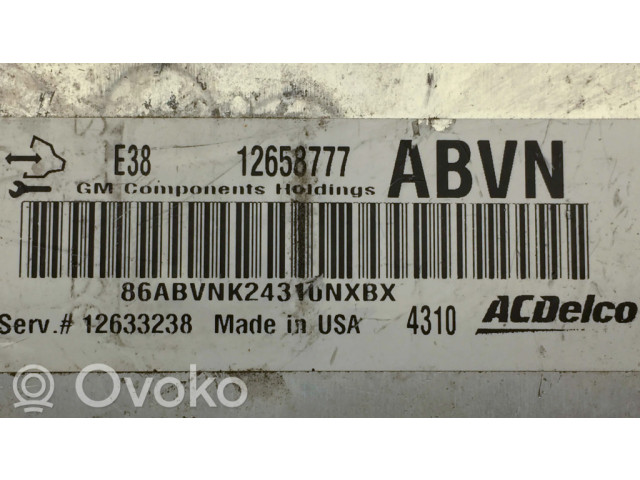 E38 12658777 ABVN
GM Components Holdings
86ABVNK24310NXBX
Serv.# 12633238 Made in USA 4310 ACDelco
Ovoko